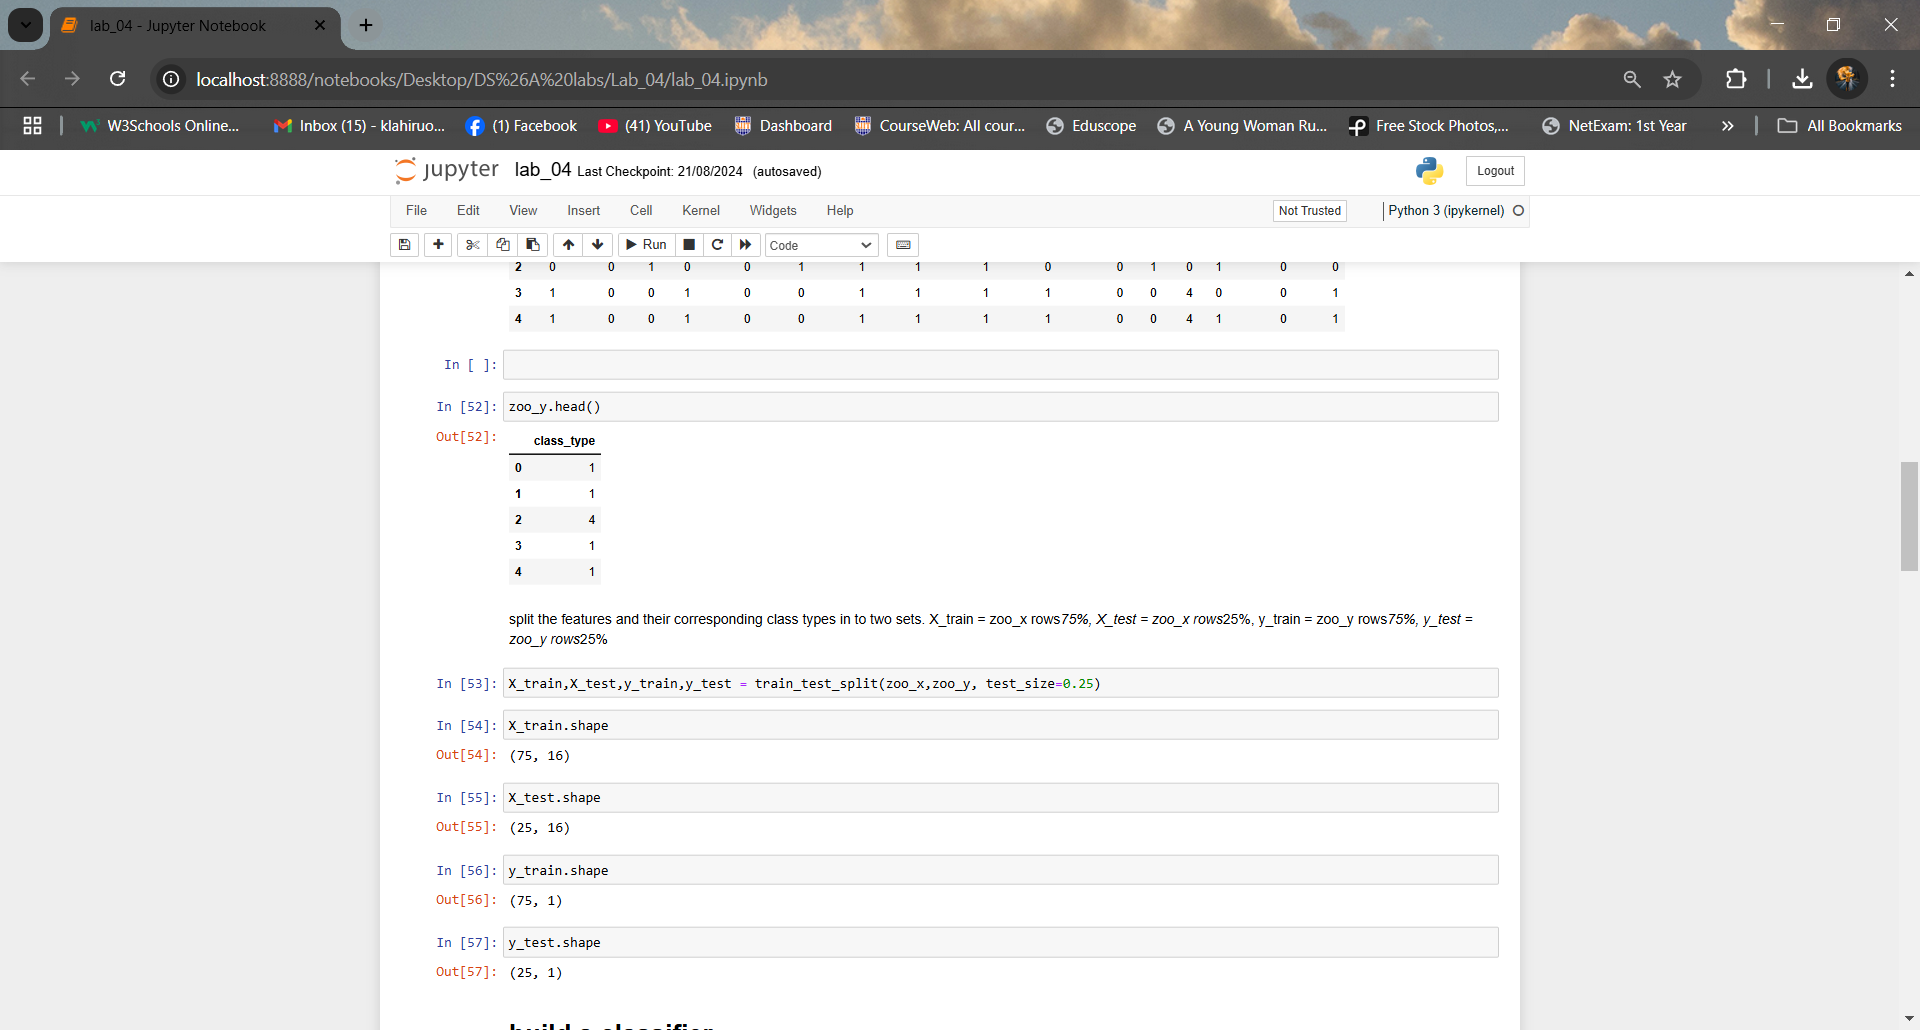 lab_04 - Jupyter Notebook
localhost:8888/notebooks/Desktop/DS%26A%20labs/Lab_04/lab_04.ipynb
W3Schools Online... Inbox (15) - klahiruo... (1) Facebook (41) YouTube Dashboard CourseWeb: All cour... Eduscope A Young Woman Ru... Free Stock Photos,... NetExam: 1st Year » All Bookmarks
jupyter lab_04 Last Checkpoint: 21/08/2024 (autosaved) Logout
File Edit View Insert Cell Kernel Widgets Help Not Trusted Python 3 (ipykernel)
Run Code
2 0 0 1 0 0 1 1 1 1 0 0 1 0 1 0 0
3 1 0 0 1 0 0 1 1 1 1 0 0 4 0 0 1
4 1 0 0 1 0 0 1 1 1 1 0 0 4 1 0 1
In [ ]:
In [52]: zoo_y.head()
Out[52]:
class_type
0 1
1 1
2 4
3 1
4 1
split the features and their corresponding class types in to two sets. X_train = zoo_x rows75%, X_test = zoo_x rows25%, y_train = zoo_y rows75%, y_test =
zoo_y rows25%
In [53]: X_train,X_test,y_train,y_test = train_test_split(zoo_x,zoo_y, test_size=0.25)
In [54]: X_train.shape
Out[54]: (75, 16)
In [55]: X_test.shape
Out[55]: (25, 16)
In [56]: y_train.shape
Out[56]: (75, 1)
In [57]: y_test.shape
Out[57]: (25, 1)
build a classifier